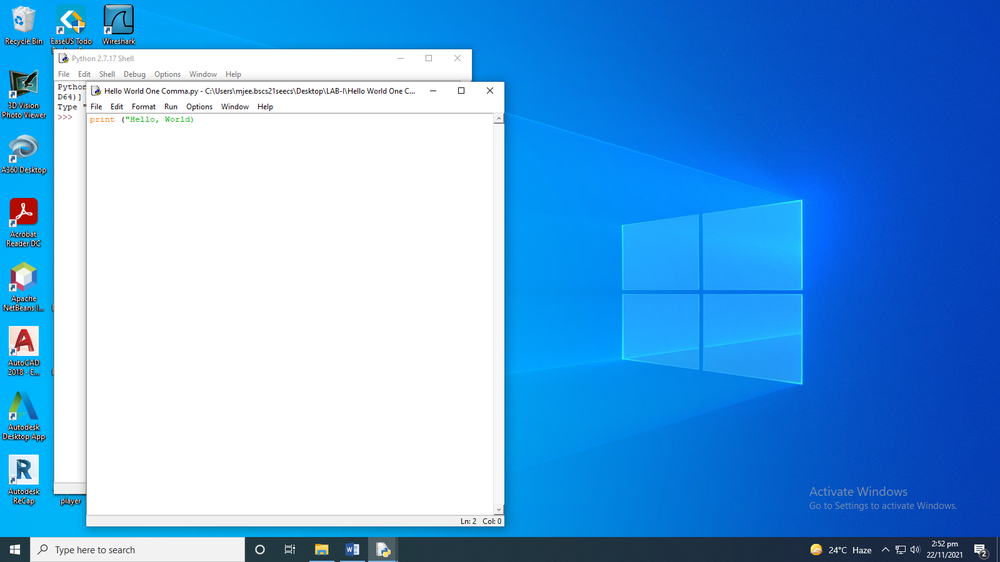 Recycle Bin
EaseUS Todo
Wireshark
3D Vision
Photo Viewer
A360 Desktop
Acrobat
Reader DC
Apache
NetBeans I...
AutoCAD
2018 - E...
Autodesk
Desktop App
Autodesk
ReCap
player
Python 2.7.17 Shell
File Edit Shell Debug Options Window Help
Python
D64)]
Type "
>>>
Hello World One Comma.py - C:\Users\mjee.bscs21seecs\Desktop\LAB-I\Hello World One C...
File Edit Format Run Options Window Help
print ("Hello, World)
Ln: 2 Col: 0
Activate Windows
Go to Settings to activate Windows.
Type here to search
24°C Haze
2:52 pm
22/11/2021
2